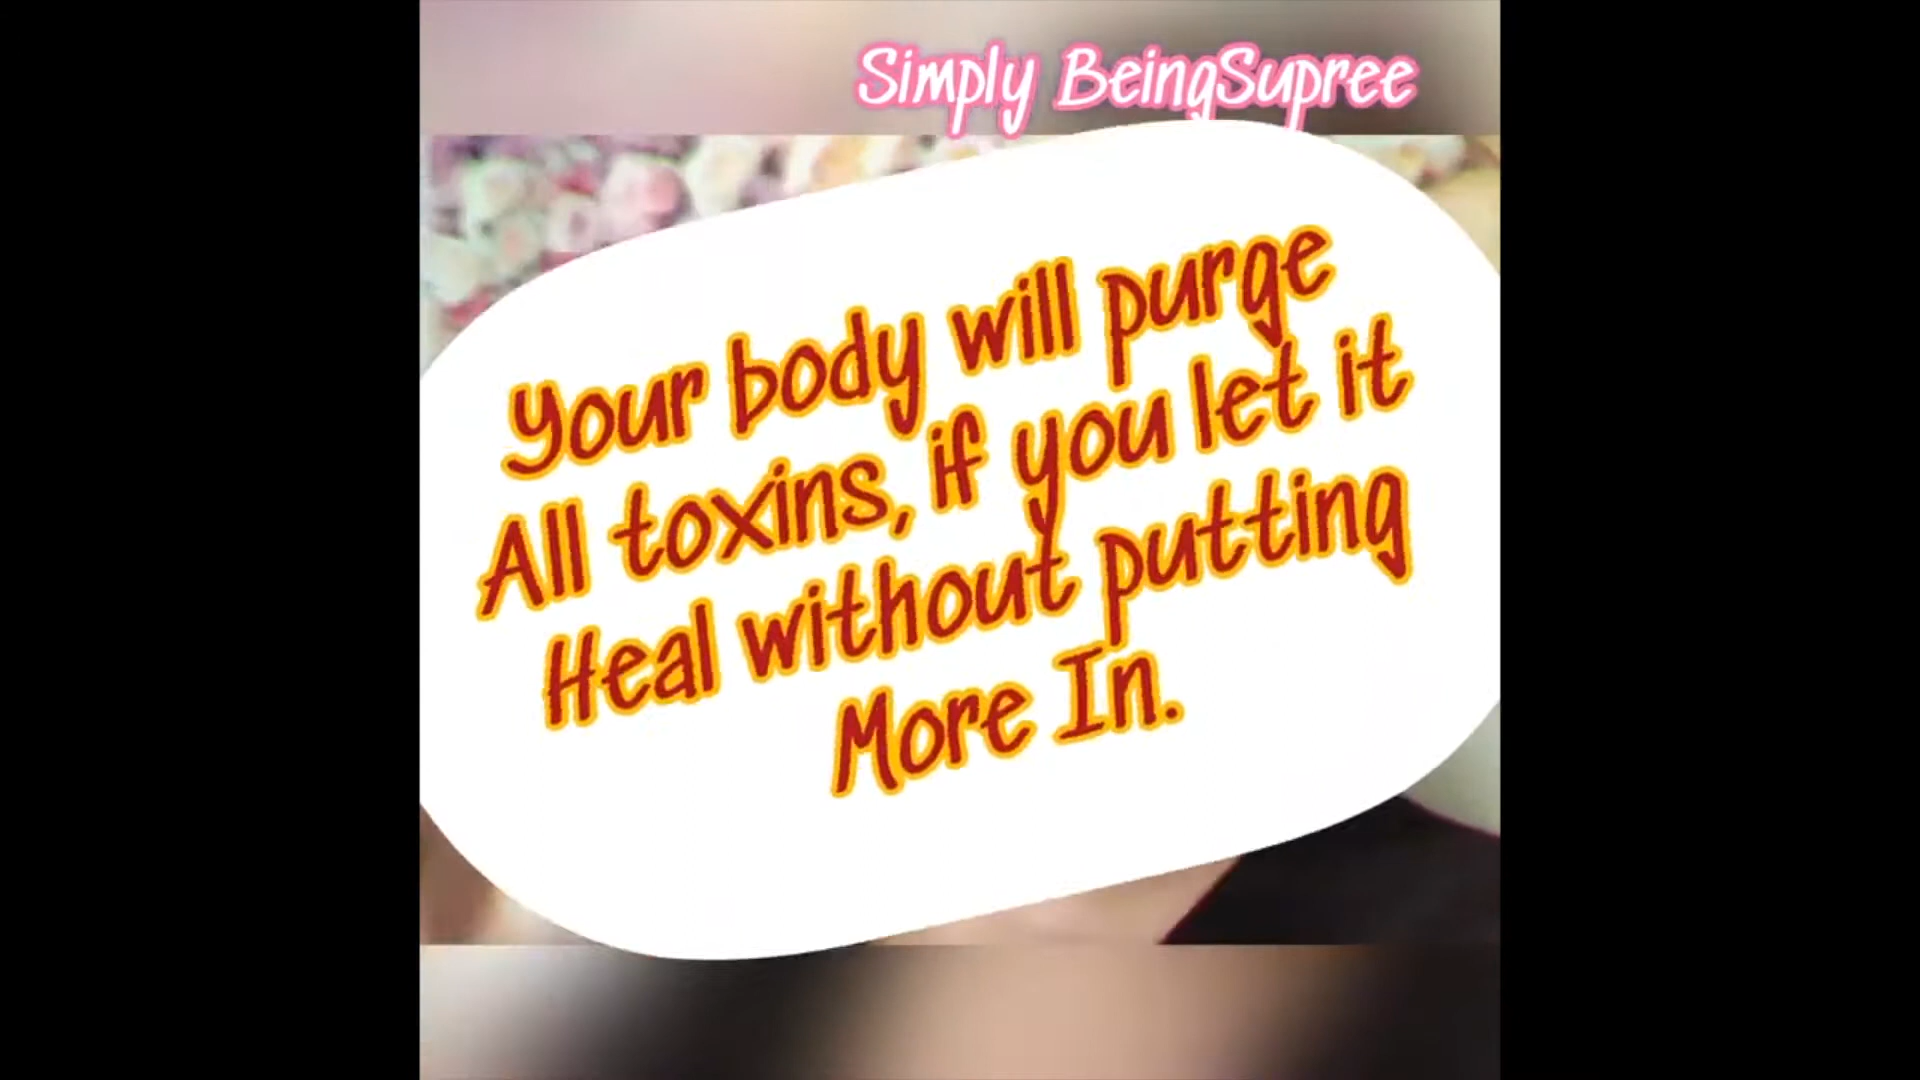 Simply BeingSupree
Your body will purge
All toxins, if you let it
Heal without putting
More In.